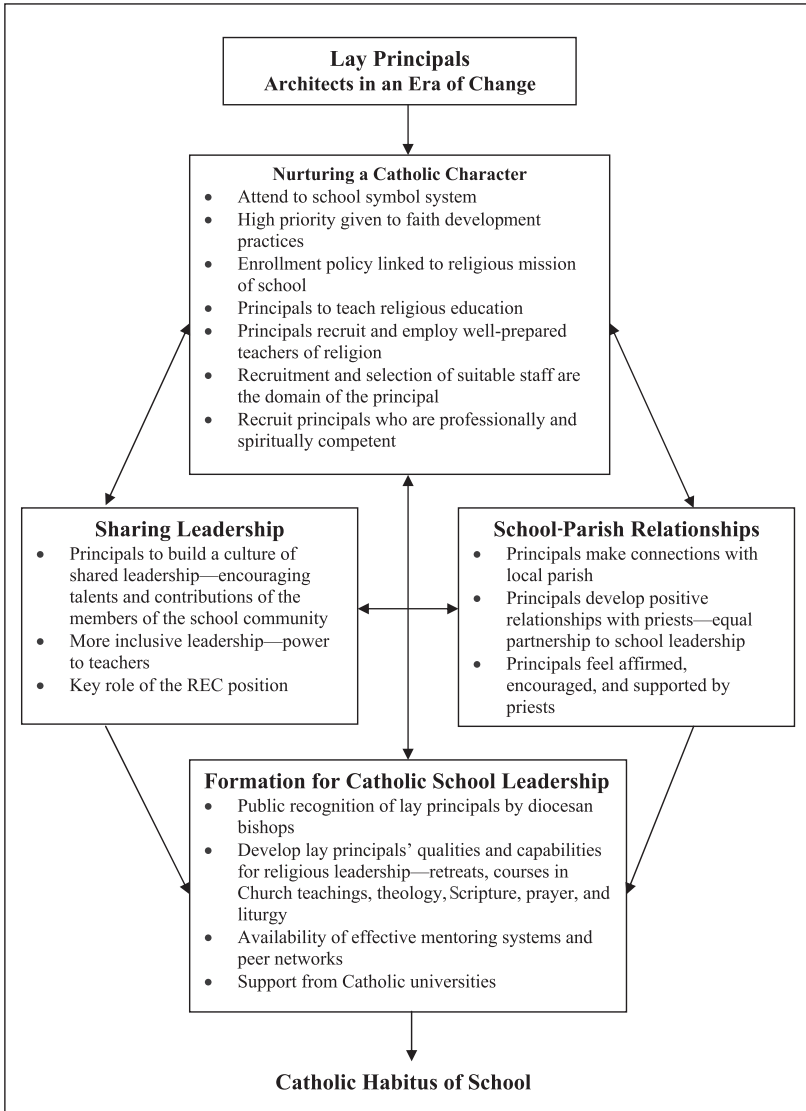 Lay Principals
Architects in an Era of Change
Nurturing a Catholic Character
• Attend to school symbol system
• High priority given to faith development
practices
• Enrollment policy linked to religious mission
of school
• Principals to teach religious education
• Principals recruit and employ well-prepared
teachers of religion
• Recruitment and selection of suitable staff are
the domain of the principal
• Recruit principals who are professionally and
spiritually competent
Sharing Leadership
• Principals to build a culture of
shared leadership—encouraging
talents and contributions of the
members of the school community
• More inclusive leadership—power
to teachers
• Key role of the REC position
School-Parish Relationships
• Principals make connections with
local parish
• Principals develop positive
relationships with priests—equal
partnership to school leadership
• Principals feel affirmed,
encouraged, and supported by
priests
Formation for Catholic School Leadership
• Public recognition of lay principals by diocesan
bishops
• Develop lay principals’ qualities and capabilities
for religious leadership—retreats, courses in
Church teachings, theology, Scripture, prayer, and
liturgy
• Availability of effective mentoring systems and
peer networks
• Support from Catholic universities
Catholic Habitus of School